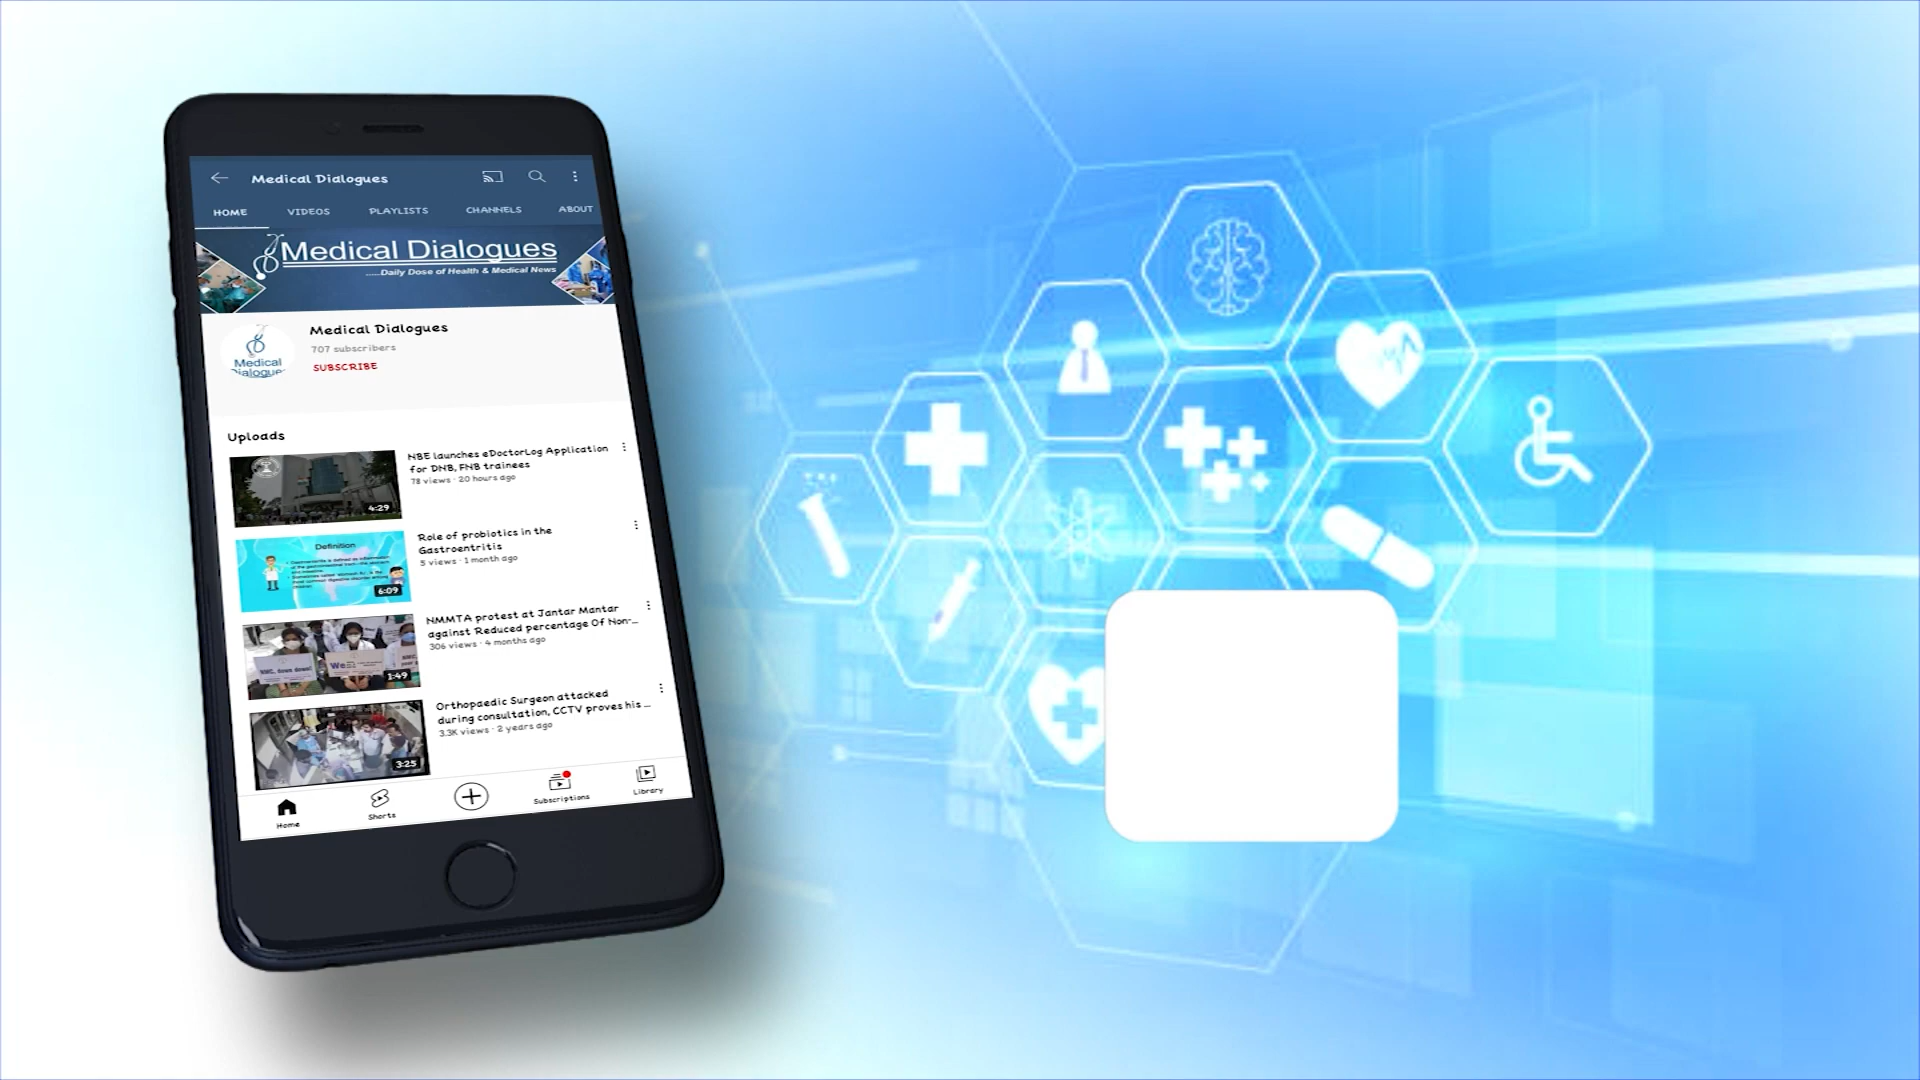 Medical Dialogues
HOME VIDEOS PLAYLISTS CHANNELS ABOUT
Medical Dialogues
.....Daily Dose of Health & Medical News
Medical Dialogues
707 subscribers
SUBSCRIBE
Medical
Dialogues
Uploads
NBE launches eDoctorLog Application
for DNB, FNB trainees
78 views · 20 hours ago
4:29
Role of probiotics in the
Gastroentritis
5 views · 1 month ago
Definition
6:09
NMMTA protest at Jantar Mantar
against 'Reduced percentage Of Non-...
306 views · 4 months ago
We
1:49
Orthopaedic Surgeon attacked
during consultation, CCTV proves his ...
3.3K views · 2 years ago
3:25
Home Shorts Subscriptions Library